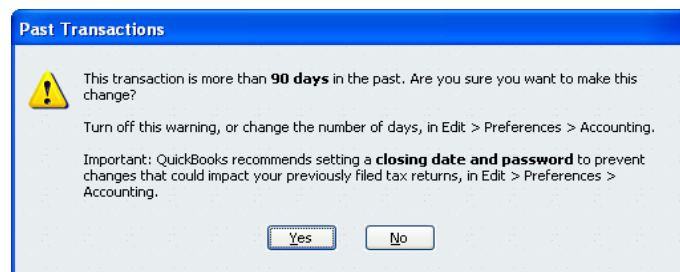 Past Transactions
This transaction is more than 90 days in the past. Are you sure you want to make this
change?
Turn off this warning, or change the number of days, in Edit > Preferences > Accounting.
Important: QuickBooks recommends setting a closing date and password to prevent
changes that could impact your previously filed tax returns, in Edit > Preferences >
Accounting.
Yes No